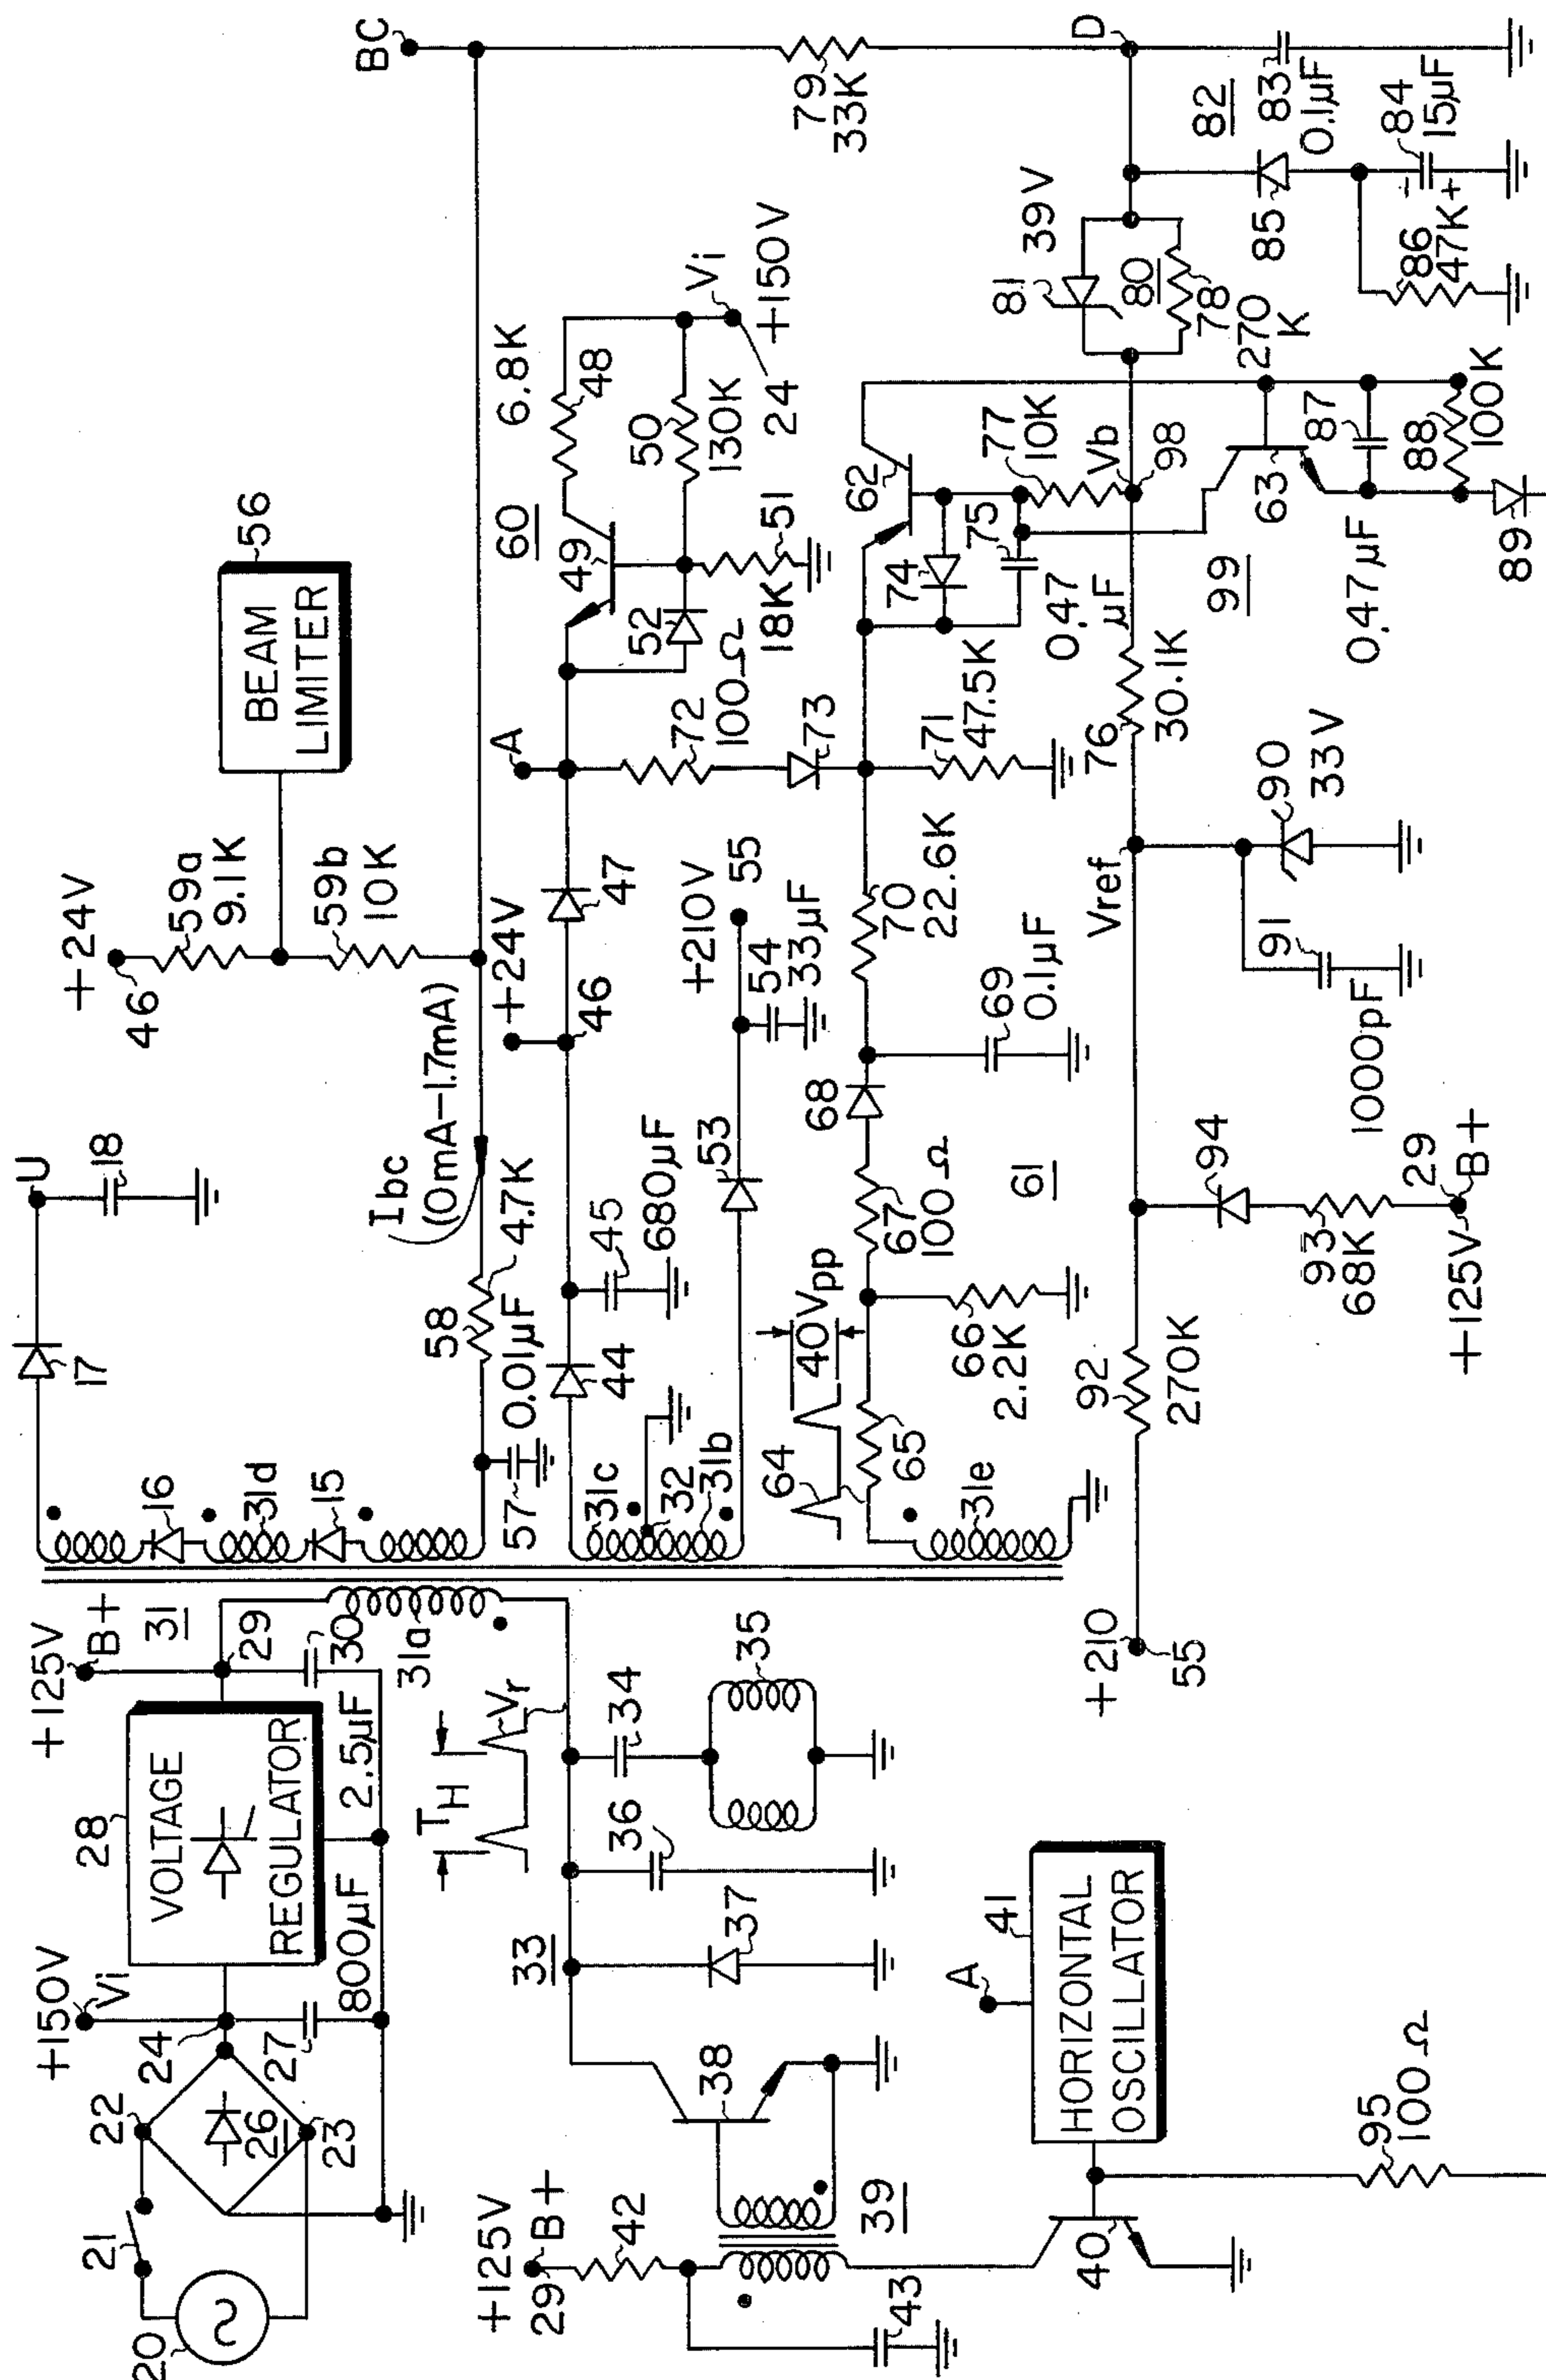 U
17
18
16
31d
15
+24V
46
59a
9.1K
59b
10K
BEAM
LIMITER
56
BC
Ibc
(0mA–1.7mA)
58
4.7K
57
0.01µF
79
33K
D
83
0.1µF
82
84
15µF
85
86
47K
−
+
+24V
46
47
A
44
45
680µF
31c
32
31b
53
+210V
55
54
33µF
60
6.8K
48
49
50
130K
51
18K
52
Vi
+150V
24
72
100Ω
73
62
74
75
0.47
µF
77
10K
Vb
98
81
39V
80
78
270
K
64
40Vpp
65
66
2.2K
67
100Ω
61
68
69
0.1µF
70
22.6K
71
47.5K
31e
76
30.1K
63
99
87
0.47µF
88
100K
89
Vref
90
33V
91
1000pF
92
270K
+210
55
94
93
68K
29
B+
+125V
+125V
B+
31
29
30
31a
28
VOLTAGE
REGULATOR
2.5µF
+150V
Vi
24
27
800µF
22
26
23
21
20
TH
Vr
33
34
35
36
37
38
39
+125V
29
B+
42
43
40
A
41
HORIZONTAL
OSCILLATOR
95
100Ω